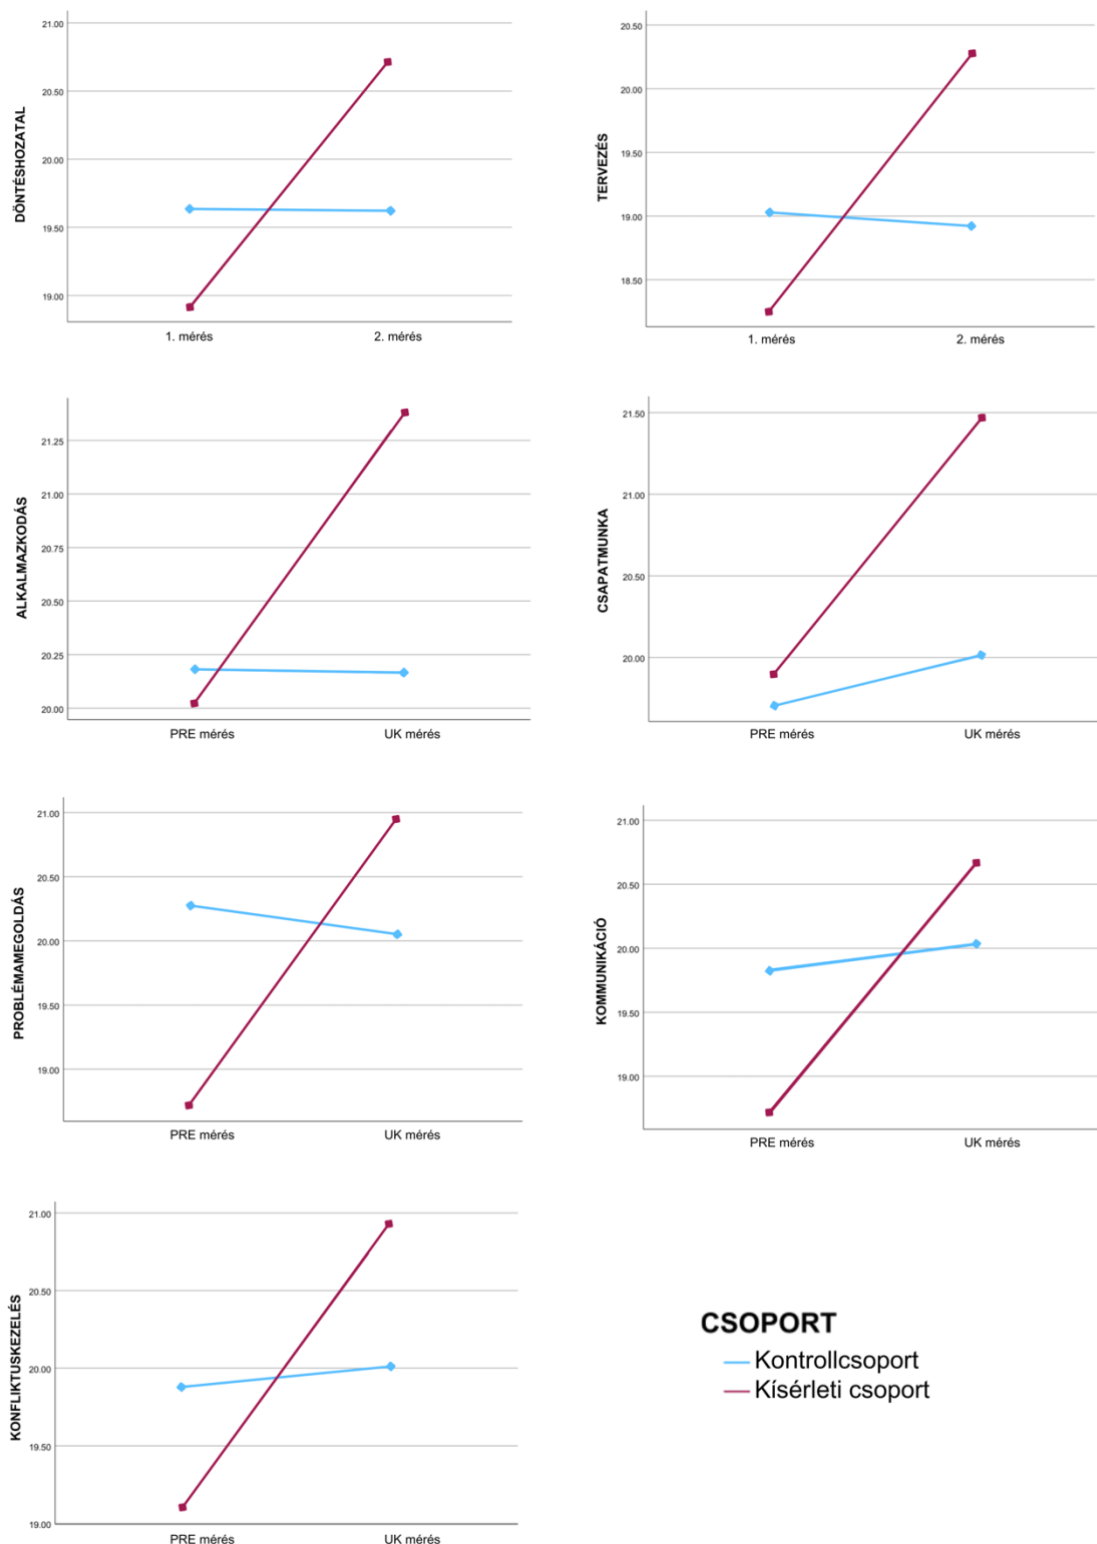 DÖNTÉSHOZATAL
21.00
20.50
20.00
19.50
19.00
1. mérés 2. mérés
TERVEZÉS
20.50
20.00
19.50
19.00
18.50
1. mérés 2. mérés
ALKALMAZKODÁS
21.25
21.00
20.75
20.50
20.25
20.00
PRE mérés UK mérés
CSAPATMUNKA
21.50
21.00
20.50
20.00
PRE mérés UK mérés
PROBLÉMAMEGOLDÁS
21.00
20.50
20.00
19.50
19.00
PRE mérés UK mérés
KOMMUNIKÁCIÓ
21.00
20.50
20.00
19.50
19.00
PRE mérés UK mérés
KONFLIKTUSKEZELÉS
21.00
20.50
20.00
19.50
19.00
PRE mérés UK mérés
CSOPORT
Kontrollcsoport
Kísérleti csoport